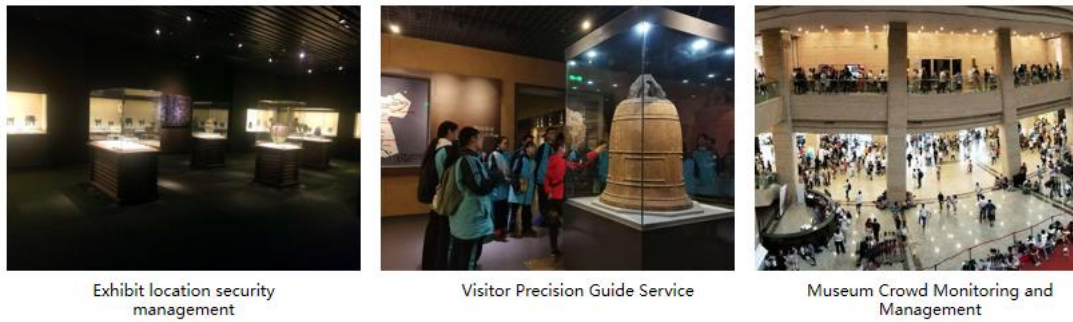 Exhibit location security
management
Visitor Precision Guide Service
Museum Crowd Monitoring and
Management